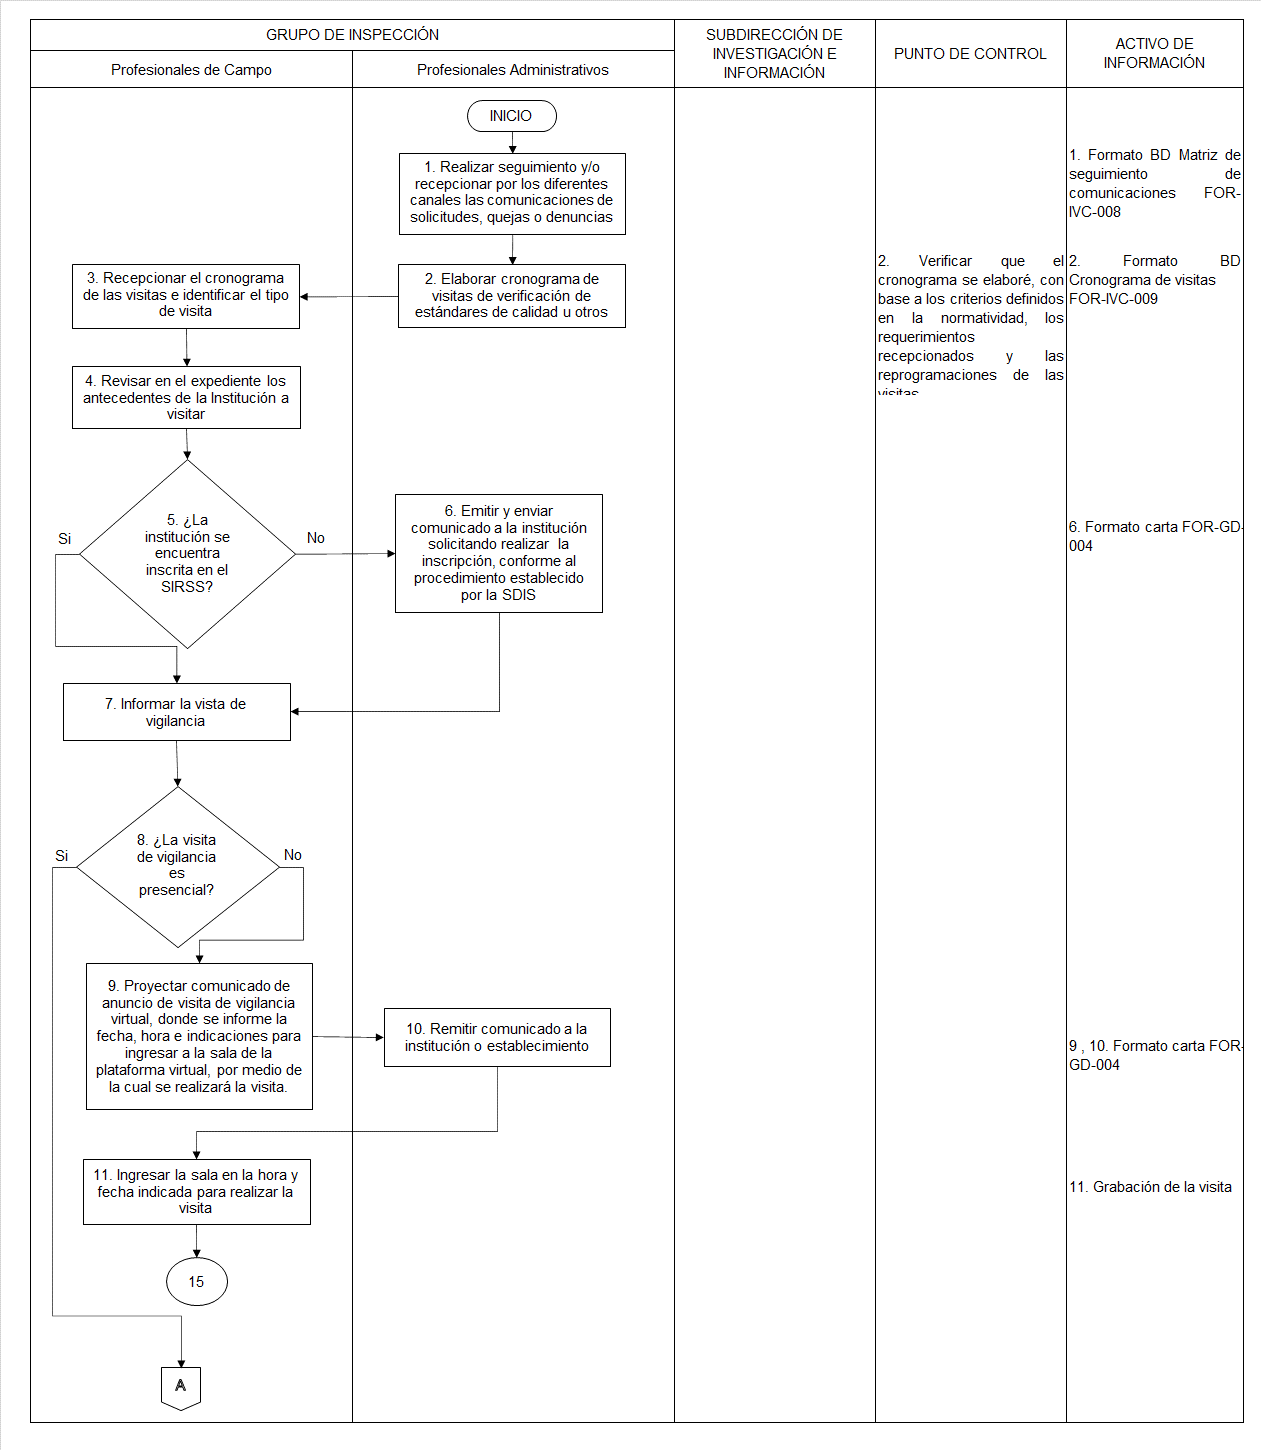 GRUPO DE INSPECCIÓN
Profesionales de Campo
Profesionales Administrativos
SUBDIRECCIÓN DE
INVESTIGACIÓN E
INFORMACIÓN
PUNTO DE CONTROL
ACTIVO DE
INFORMACIÓN
INICIO
1. Realizar seguimiento y/o
recepcionar por los diferentes
canales las comunicaciones de
solicitudes, quejas o denuncias
1. Formato BD Matriz de
seguimiento de
comunicaciones FOR-
IVC-008
3. Recepcionar el cronograma
de las visitas e identificar el tipo
de visita
2. Elaborar cronograma de
visitas de verificación de
estándares de calidad u otros
2. Verificar que el
cronograma se elaboré, con
base a los criterios definidos
en la normatividad, los
requerimientos
recepcionados y las
reprogramaciones de las
visitas
2. Formato BD
Cronograma de visitas
FOR-IVC-009
4. Revisar en el expediente los
antecedentes de la Institución a
visitar
5. ¿La
institución se
encuentra
inscrita en el
SIRSS?
Si
No
6. Emitir y enviar
comunicado a la institución
solicitando realizar la
inscripción, conforme al
procedimiento establecido
por la SDIS
6. Formato carta FOR-GD-
004
7. Informar la vista de
vigilancia
8. ¿La visita
de vigilancia
es
presencial?
Si
No
9. Proyectar comunicado de
anuncio de visita de vigilancia
virtual, donde se informe la
fecha, hora e indicaciones para
ingresar a la sala de la
plataforma virtual, por medio de
la cual se realizará la visita.
10. Remitir comunicado a la
institución o establecimiento
9 , 10. Formato carta FOR-
GD-004
11. Ingresar la sala en la hora y
fecha indicada para realizar la
visita
11. Grabación de la visita
15
A